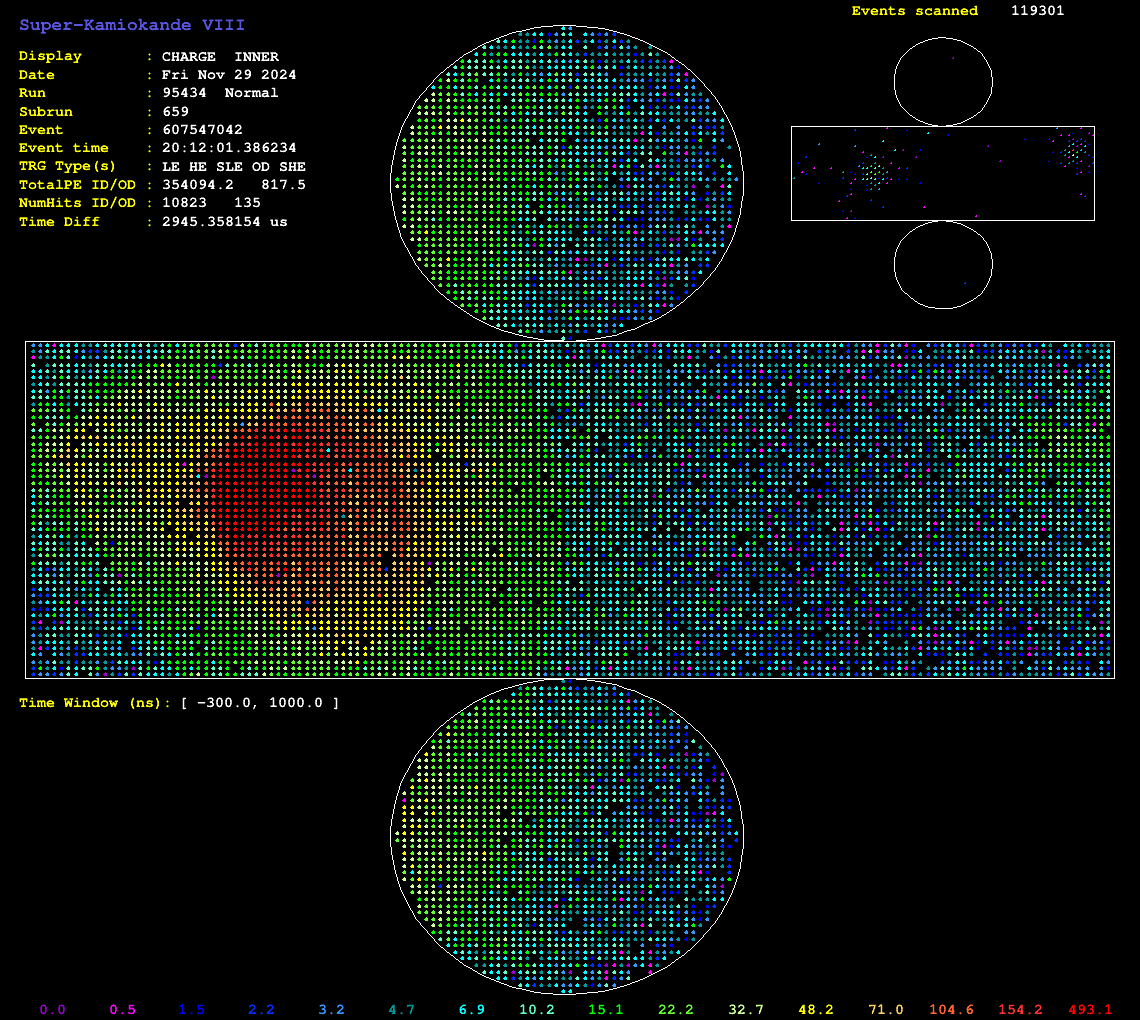 Super-Kamiokande VIII
Events scanned 119301
Display : CHARGE INNER
Date : Fri Nov 29 2024
Run : 95434 Normal
Subrun : 659
Event : 607547042
Event time : 20:12:01.386234
TRG Type(s) : LE HE SLE OD SHE
TotalPE ID/OD : 354094.2 817.5
NumHits ID/OD : 10823 135
Time Diff : 2945.358154 us
Time Window (ns): [ -300.0, 1000.0 ]
0.0 0.5 1.5 2.2 3.2 4.7 6.9 10.2 15.1 22.2 32.7 48.2 71.0 104.6 154.2 493.1